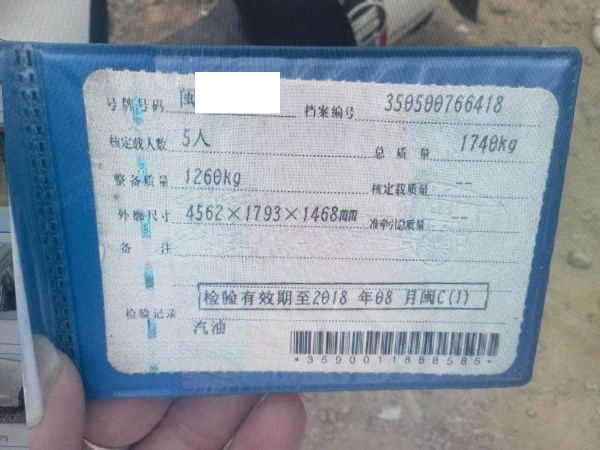 号牌号码 闽 档案编号 350500766418
核定载人数 5人 总质量 1740kg
整备质量 1260kg 核定载质量 --
外廓尺寸 4562×1793×1468mm 准牵引总质量 --
备注
检验记录 检验有效期至2018年08月闽C(1)
汽油
*3590011888585*